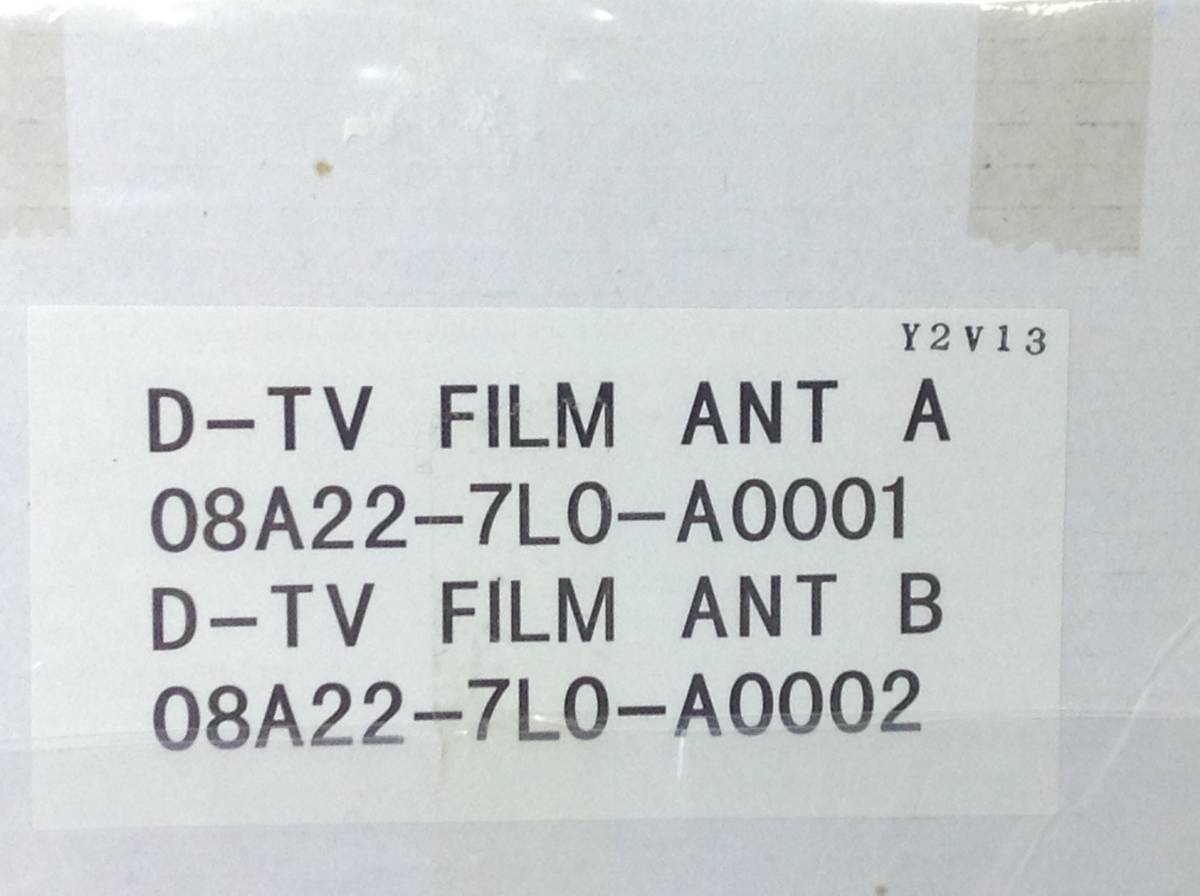 Y2V13
D-TV FILM ANT A
08A22-7L0-A0001
D-TV FILM ANT B
08A22-7L0-A0002